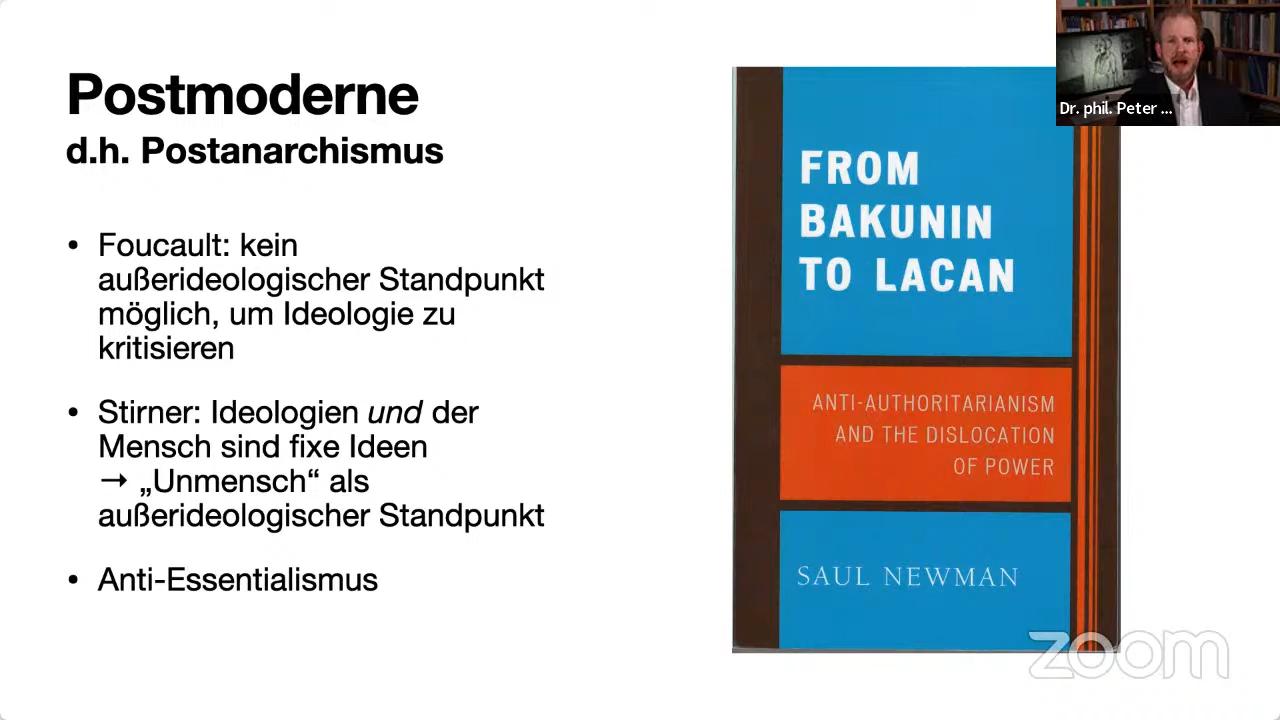 Postmoderne
d.h. Postanarchismus
• Foucault: kein
außerideologischer Standpunkt
möglich, um Ideologie zu
kritisieren
• Stirner: Ideologien und der
Mensch sind fixe Ideen
→ „Unmensch“ als
außerideologischer Standpunkt
• Anti-Essentialismus
FROM
BAKUNIN
TO LACAN
ANTI-AUTHORITARIANISM
AND THE DISLOCATION
OF POWER
SAUL NEWMAN
Dr. phil. Peter ...
zoom